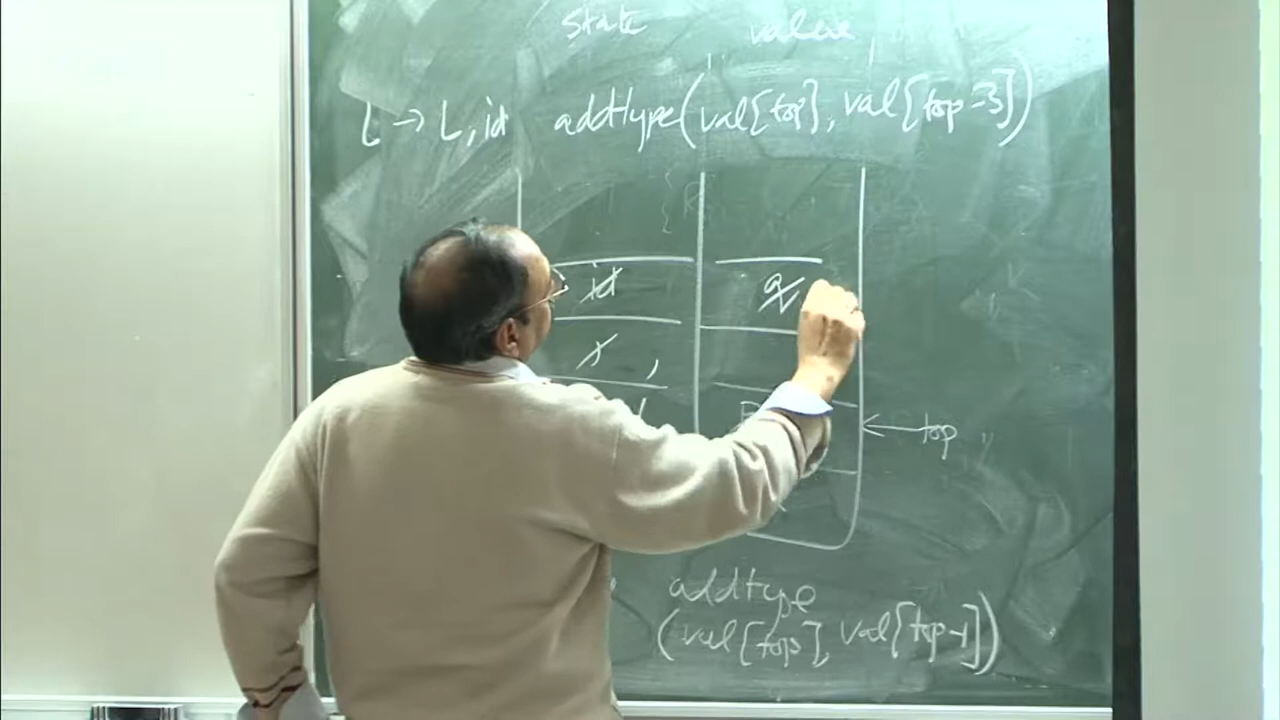 state value
L → L, id addtype(val[top], val[top-3])
id q
,
← top
addtype
(val[top], val[top-1])